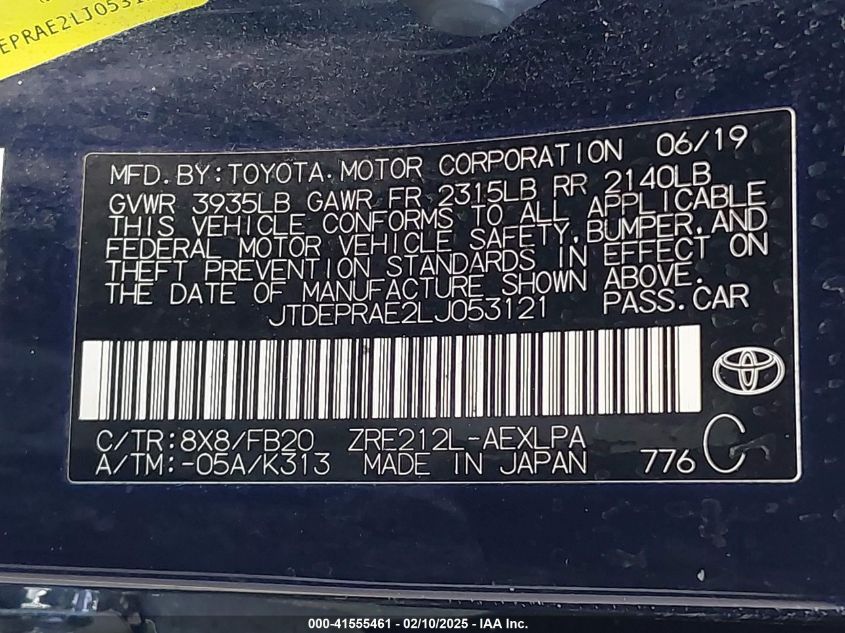 EPRAE2LJ0531
MFD. BY: TOYOTA MOTOR CORPORATION 06/19
GVWR 3935LB GAWR FR 2315LB RR 2140LB
THIS VEHICLE CONFORMS TO ALL APPLICABLE
FEDERAL MOTOR VEHICLE SAFETY, BUMPER, AND
THEFT PREVENTION STANDARDS IN EFFECT ON
THE DATE OF MANUFACTURE SHOWN ABOVE.
JTDEPRAE2LJ053121 PASS. CAR
C/TR: 8X8/FB20 ZRE212L-AEXLPA
A/TM: -05A/K313 MADE IN JAPAN 776 C
000-41555461 - 02/10/2025 - IAA Inc.